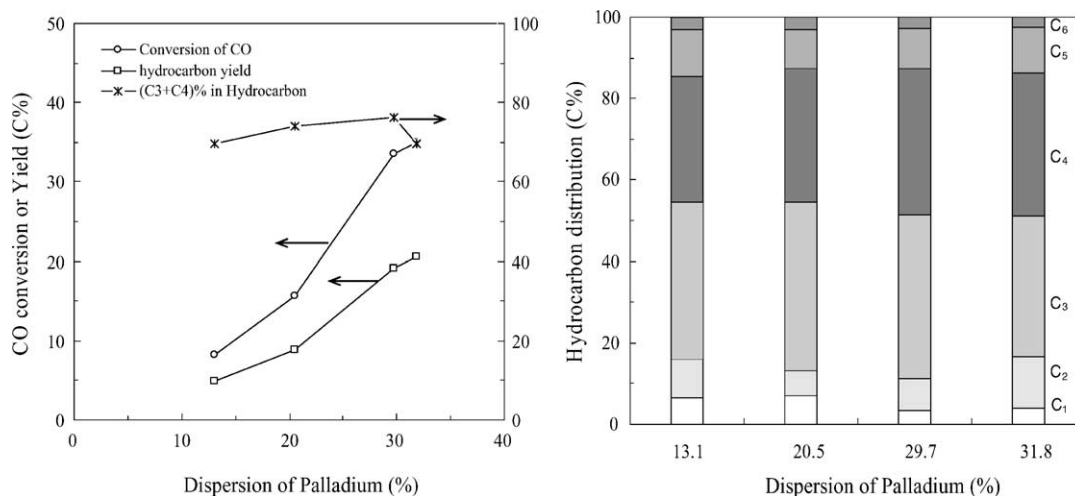 CO conversion or Yield (C%)
50
40
30
20
10
0
Conversion of CO
hydrocarbon yield
(C3+C4)% in Hydrocarbon
100
80
60
40
20
0
0
10
20
30
40
Dispersion of Palladium (%)
Hydrocarbon distribution (C%)
100
80
60
40
20
0
C6
C5
C4
C3
C2
C1
13.1
20.5
29.7
31.8
Dispersion of Palladium (%)